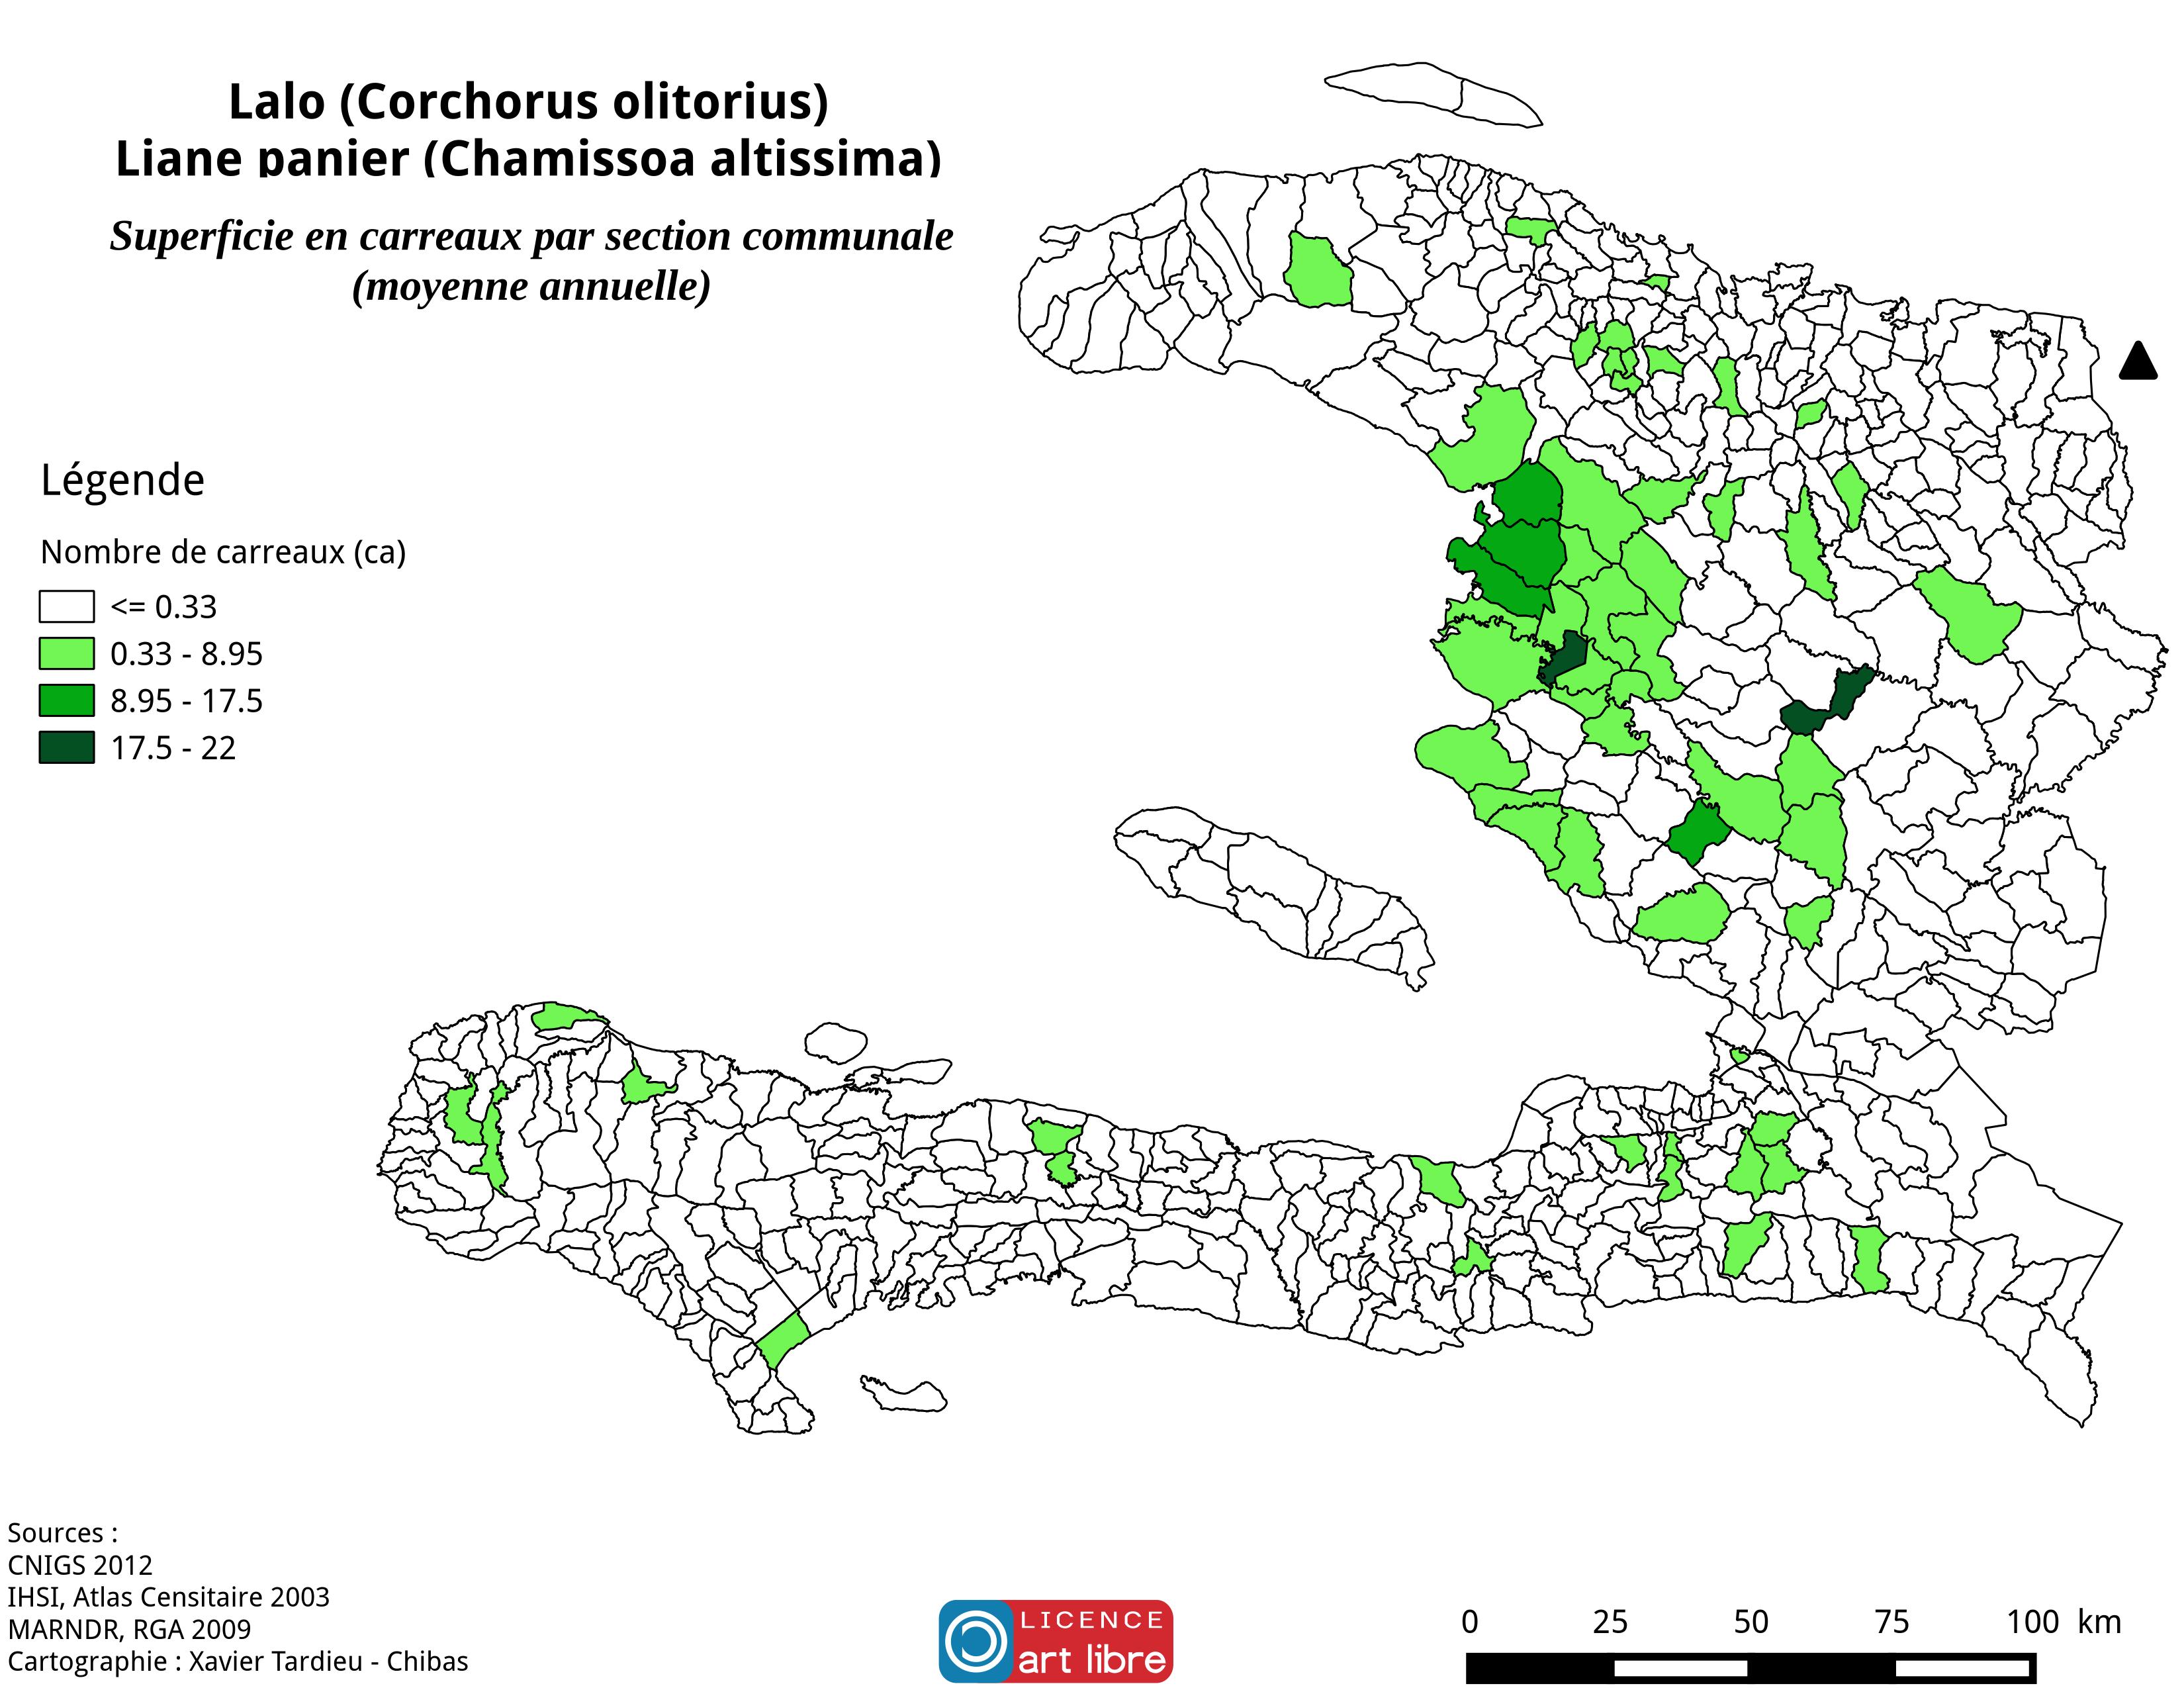 Lalo (Corchorus olitorius)
Liane panier (Chamissoa altissima)
Superficie en carreaux par section communale
(moyenne annuelle)
Légende
Nombre de carreaux (ca)
<= 0.33
0.33 - 8.95
8.95 - 17.5
17.5 - 22
Sources :
CNIGS 2012
IHSI, Atlas Censitaire 2003
MARNDR, RGA 2009
Cartographie : Xavier Tardieu - Chibas
LICENCE
art libre
0 25 50 75 100 km